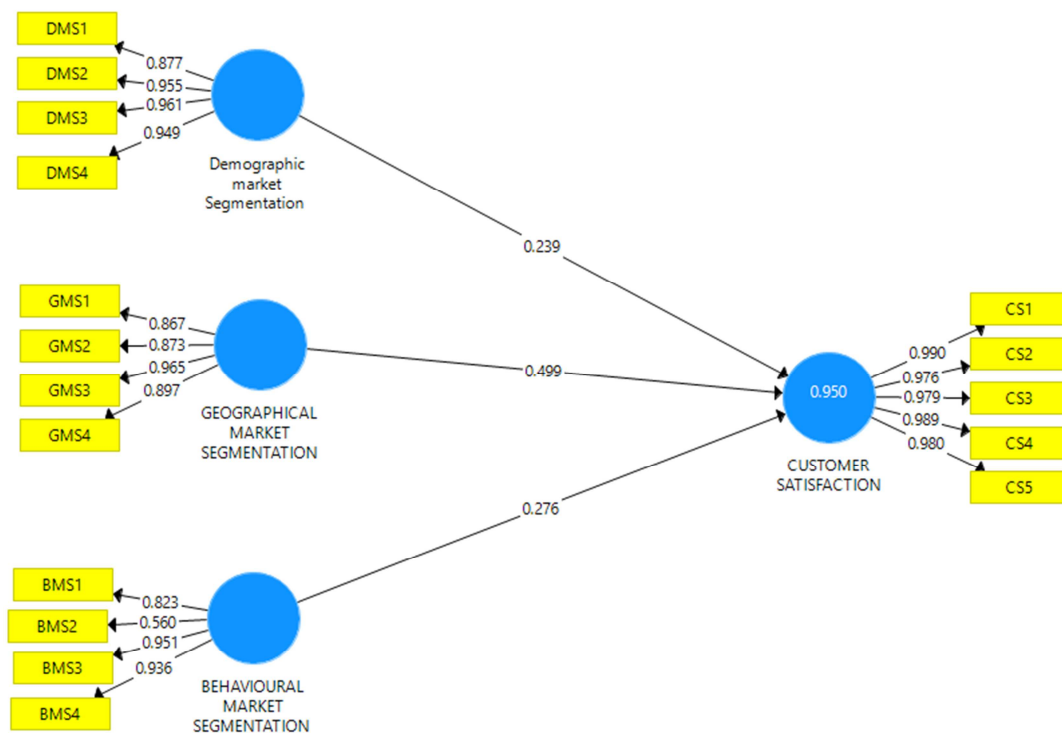 DMS1
0.877
DMS2
0.955
0.961
DMS3
0.949
DMS4
Demographic
market
Segmentation
0.239
GMS1
0.867
GMS2
0.873
0.965
GMS3
0.897
GMS4
GEOGRAPHICAL
MARKET
SEGMENTATION
0.499
BMS1
0.823
BMS2
0.560
0.951
BMS3
0.936
BMS4
BEHAVIOURAL
MARKET
SEGMENTATION
0.276
0.950
CUSTOMER
SATISFACTION
CS1
0.990
CS2
0.976
0.979
CS3
0.989
CS4
0.980
CS5